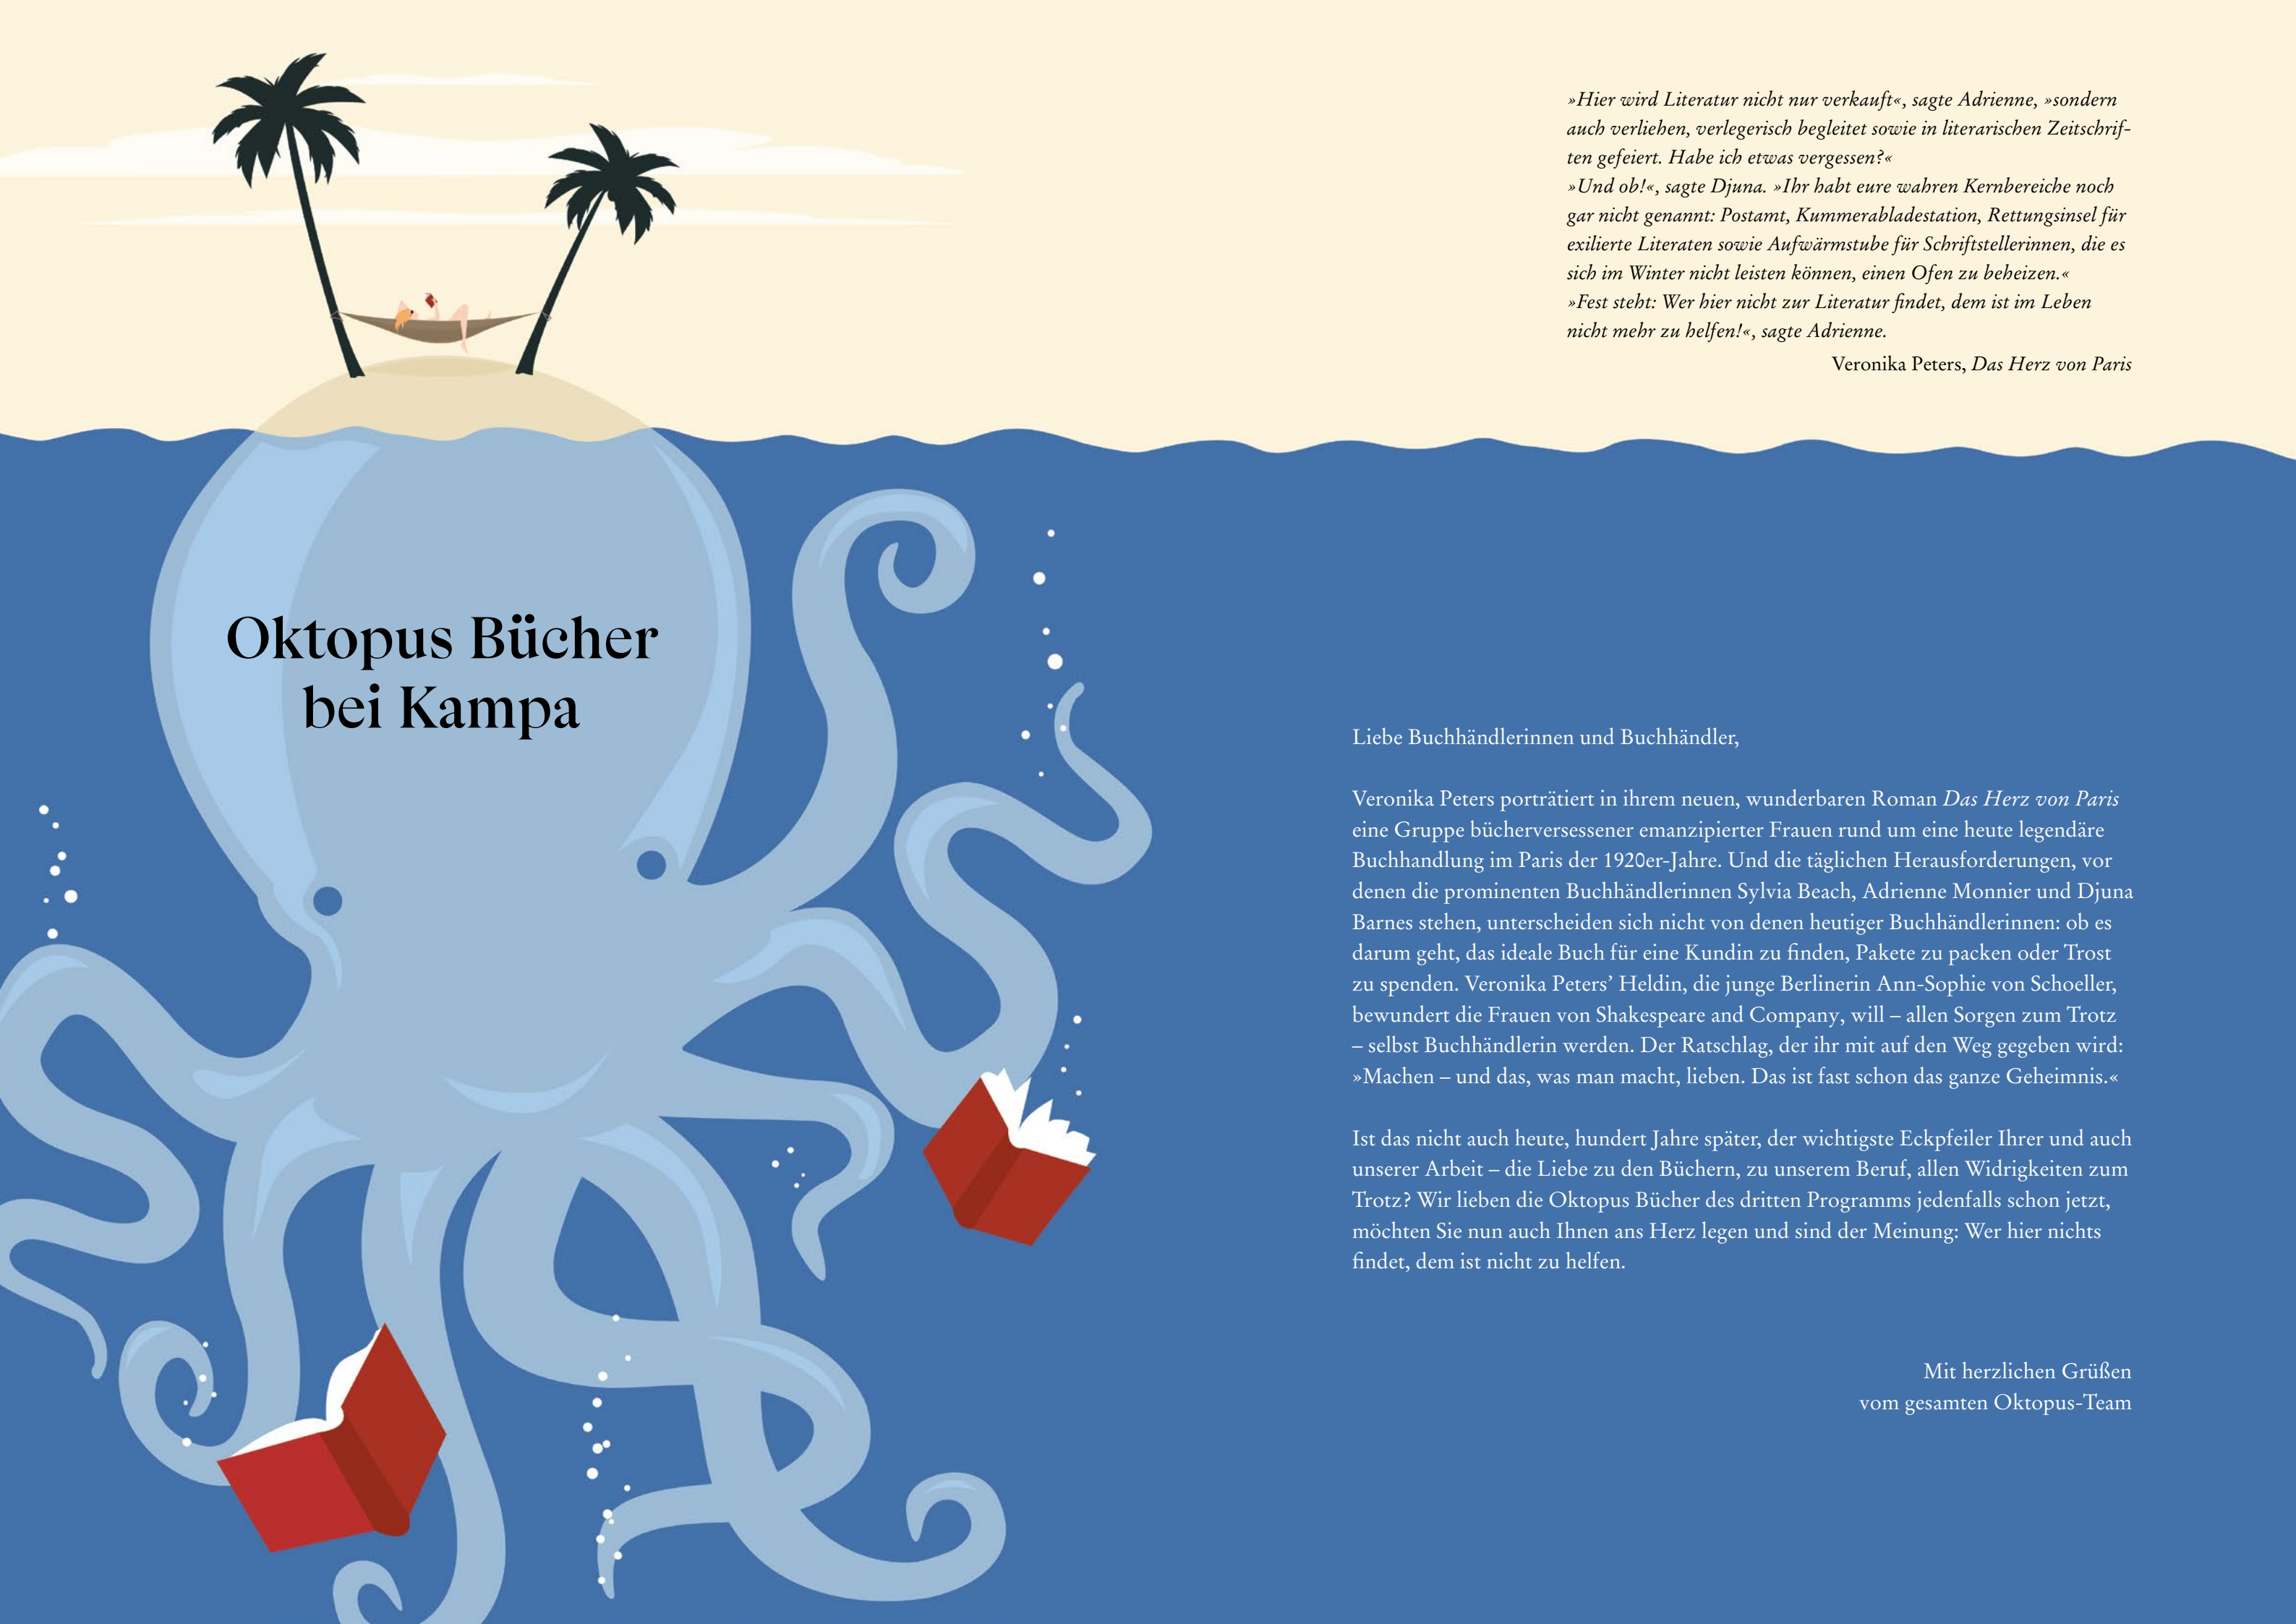 Oktopus Bücher
bei Kampa
»Hier wird Literatur nicht nur verkauft«, sagte Adrienne, »sondern
auch verliehen, verlegerisch begleitet sowie in literarischen Zeitschrif-
ten gefeiert. Habe ich etwas vergessen?«
»Und ob!«, sagte Djuna. »Ihr habt eure wahren Kernbereiche noch
gar nicht genannt: Postamt, Kummerabladestation, Rettungsinsel für
exilierte Literaten sowie Aufwärmstube für Schriftstellerinnen, die es
sich im Winter nicht leisten können, einen Ofen zu beheizen.«
»Fest steht: Wer hier nicht zur Literatur findet, dem ist im Leben
nicht mehr zu helfen!«, sagte Adrienne.
Veronika Peters, Das Herz von Paris
Liebe Buchhändlerinnen und Buchhändler,
Veronika Peters porträtiert in ihrem neuen, wunderbaren Roman Das Herz von Paris
eine Gruppe bücherversessener emanzipierter Frauen rund um eine heute legendäre
Buchhandlung im Paris der 1920er-Jahre. Und die täglichen Herausforderungen, vor
denen die prominenten Buchhändlerinnen Sylvia Beach, Adrienne Monnier und Djuna
Barnes stehen, unterscheiden sich nicht von denen heutiger Buchhändlerinnen: ob es
darum geht, das ideale Buch für eine Kundin zu finden, Pakete zu packen oder Trost
zu spenden. Veronika Peters’ Heldin, die junge Berlinerin Ann-Sophie von Schoeller,
bewundert die Frauen von Shakespeare and Company, will – allen Sorgen zum Trotz
– selbst Buchhändlerin werden. Der Ratschlag, der ihr mit auf den Weg gegeben wird:
»Machen – und das, was man macht, lieben. Das ist fast schon das ganze Geheimnis.«
Ist das nicht auch heute, hundert Jahre später, der wichtigste Eckpfeiler Ihrer und auch
unserer Arbeit – die Liebe zu den Büchern, zu unserem Beruf, allen Widrigkeiten zum
Trotz? Wir lieben die Oktopus Bücher des dritten Programms jedenfalls schon jetzt,
möchten Sie nun auch Ihnen ans Herz legen und sind der Meinung: Wer hier nichts
findet, dem ist nicht zu helfen.
Mit herzlichen Grüßen
vom gesamten Oktopus-Team